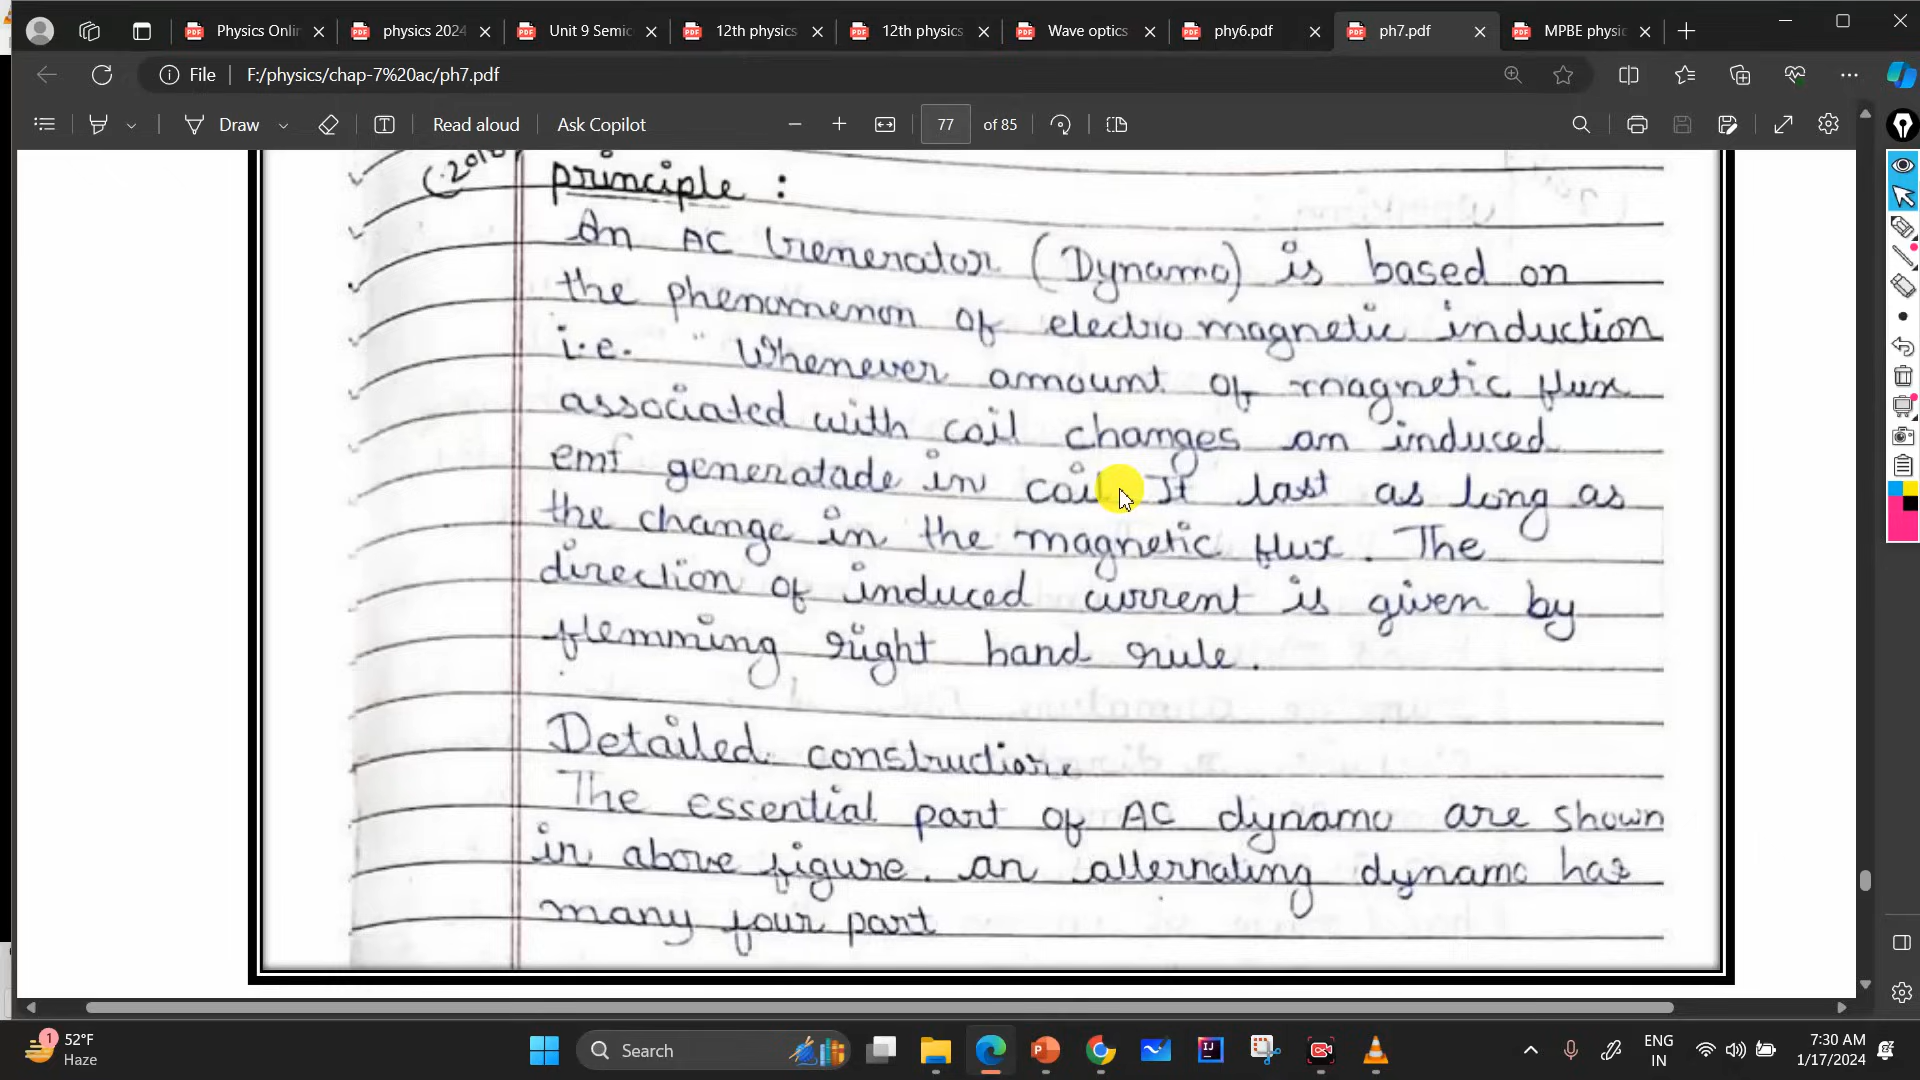 Physics Onlin
physics 2024
Unit 9 Semic
12th physics
12th physics
Wave optics
phy6.pdf
ph7.pdf
MPBE physic
File
F:/physics/chap-7%20ac/ph7.pdf
Draw
Read aloud
Ask Copilot
77
of 85
principle :
An AC Generator (Dynamo) is based on
the phenomenon of electro magnetic induction
i.e. " Whenever amount of magnetic flux
associated with coil changes an induced
emf generatade in coil It last as long as
the change in the magnetic flux. The
direction of induced current is given by
flemming right hand rule.
Detailed construction
The essential part of AC dynamo are shown
in above figure. an alternating dynamo has
many four part
1
52°F
Haze
Search
ENG
IN
7:30 AM
1/17/2024